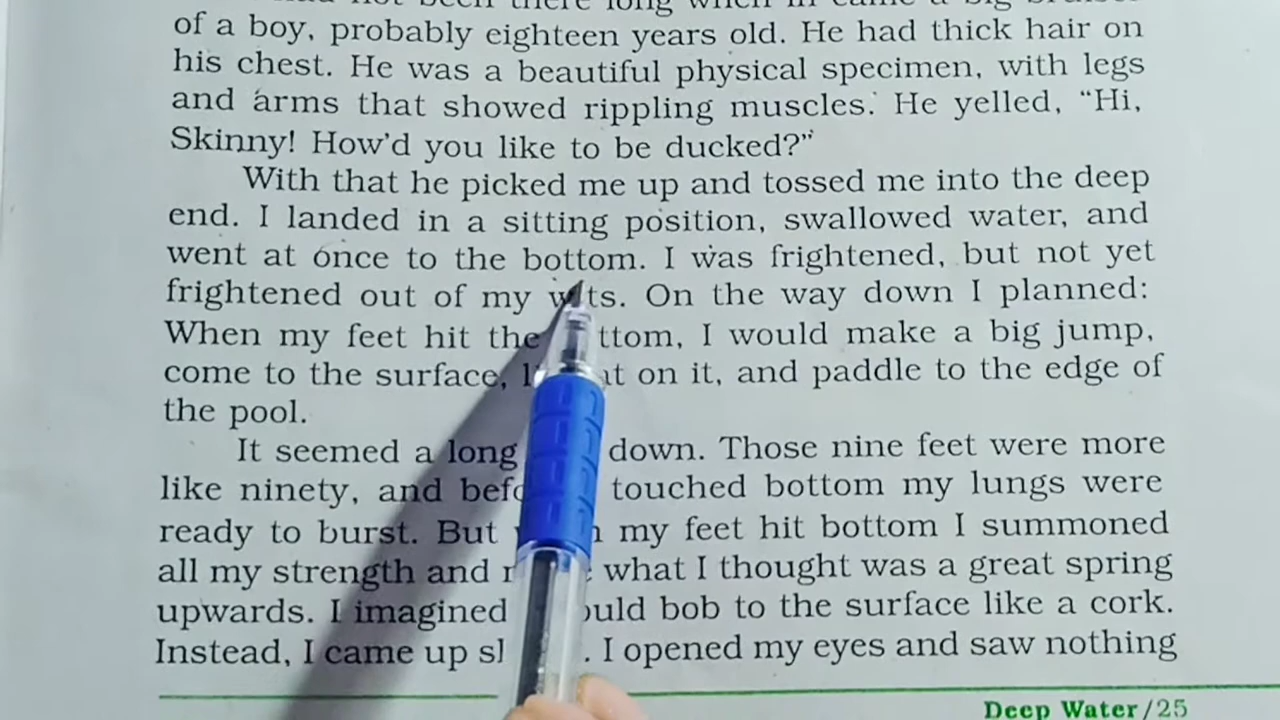 of a boy, probably eighteen years old. He had thick hair on
his chest. He was a beautiful physical specimen, with legs
and arms that showed rippling muscles. He yelled, “Hi,
Skinny! How’d you like to be ducked?”
With that he picked me up and tossed me into the deep
end. I landed in a sitting position, swallowed water, and
went at once to the bottom. I was frightened, but not yet
frightened out of my wits. On the way down I planned:
When my feet hit the bottom, I would make a big jump,
come to the surface, lie flat on it, and paddle to the edge of
the pool.
It seemed a long down. Those nine feet were more
like ninety, and before touched bottom my lungs were
ready to burst. But my feet hit bottom I summoned
all my strength and what I thought was a great spring
upwards. I imagined would bob to the surface like a cork.
Instead, I came up I opened my eyes and saw nothing
Deep Water/25